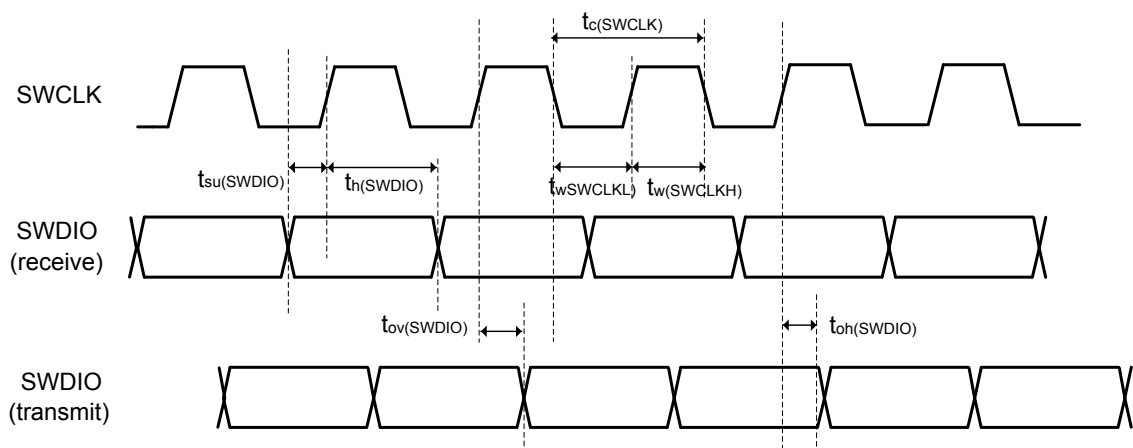 tc(SWCLK)
SWCLK
tsu(SWDIO)
th(SWDIO)
twSWCLKL)
tw(SWCLKH)
SWDIO
(receive)
tov(SWDIO)
toh(SWDIO)
SWDIO
(transmit)